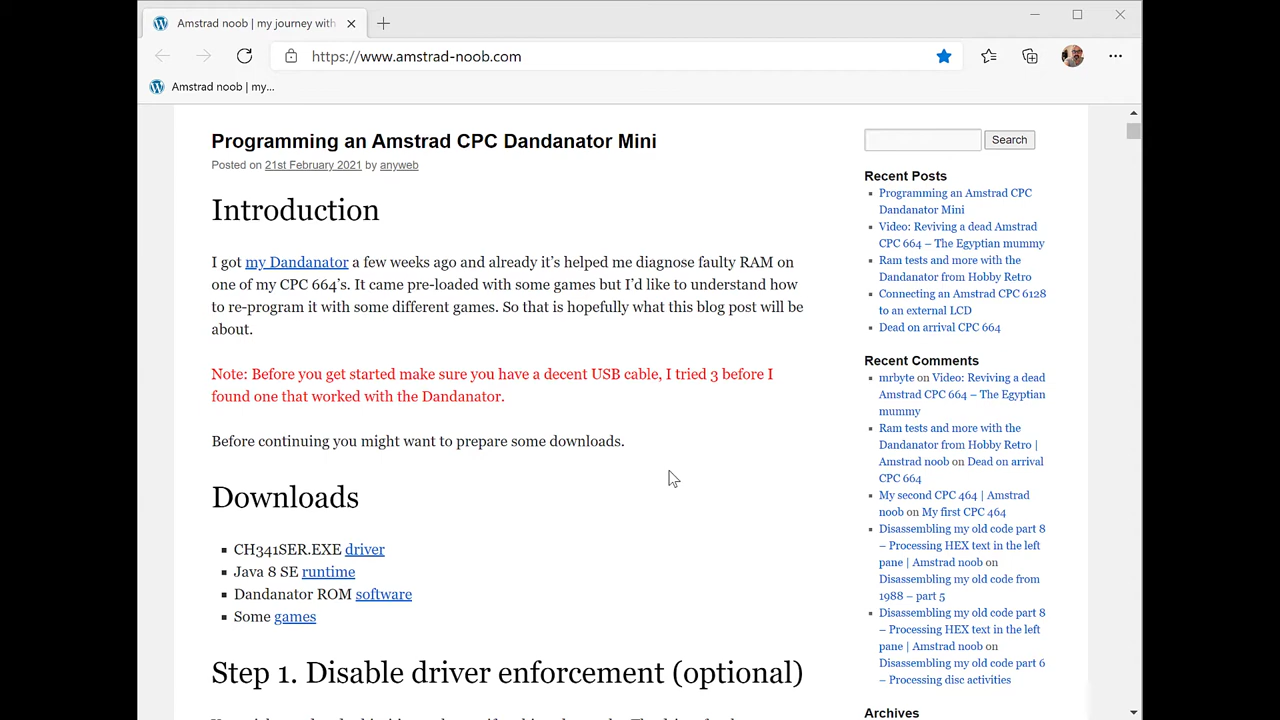 Amstrad noob | my journey with
https://www.amstrad-noob.com
Amstrad noob | my...
Programming an Amstrad CPC Dandanator Mini
Posted on 21st February 2021 by anyweb
Introduction
I got my Dandanator a few weeks ago and already it's helped me diagnose faulty RAM on
one of my CPC 664's. It came pre-loaded with some games but I'd like to understand how
to re-program it with some different games. So that is hopefully what this blog post will be
about.
Note: Before you get started make sure you have a decent USB cable, I tried 3 before I
found one that worked with the Dandanator.
Before continuing you might want to prepare some downloads.
Downloads
CH341SER.EXE driver
Java 8 SE runtime
Dandanator ROM software
Some games
Step 1. Disable driver enforcement (optional)
Search
Recent Posts
Programming an Amstrad CPC
Dandanator Mini
Video: Reviving a dead Amstrad
CPC 664 – The Egyptian mummy
Ram tests and more with the
Dandanator from Hobby Retro
Connecting an Amstrad CPC 6128
to an external LCD
Dead on arrival CPC 664
Recent Comments
mrbyte on Video: Reviving a dead
Amstrad CPC 664 – The Egyptian
mummy
Ram tests and more with the
Dandanator from Hobby Retro |
Amstrad noob on Dead on arrival
CPC 664
My second CPC 464 | Amstrad
noob on My first CPC 464
Disassembling my old code part 8
– Processing HEX text in the left
pane | Amstrad noob on
Disassembling my old code from
1988 – part 5
Disassembling my old code part 8
– Processing HEX text in the left
pane | Amstrad noob on
Disassembling my old code part 6
– Processing disc activities
Archives